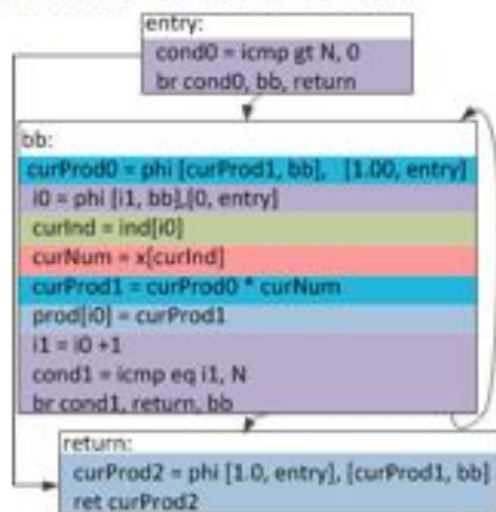 entry:
cond0 = icmp gt N, 0
br cond0, bb, return
bb:
curProd0 = phi [curProd1, bb], [1.00, entry]
i0 = phi [i1, bb],[0, entry]
curInd = ind[i0]
curNum = x[curInd]
curProd1 = curProd0 * curNum
prod[i0] = curProd1
i1 = i0 +1
cond1 = icmp eq i1, N
br cond1, return, bb
return:
curProd2 = phi [1.0, entry], [curProd1, bb]
ret curProd2